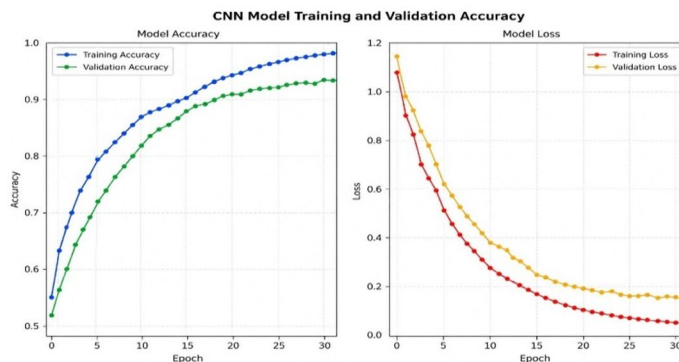 CNN Model Training and Validation Accuracy
Model Accuracy
Training Accuracy
Validation Accuracy
1.0
0.9
0.8
0.7
0.6
0.5
Accuracy
0
5
10
15
20
25
30
Epoch
Model Loss
Training Loss
Validation Loss
1.2
1.0
0.8
0.6
0.4
0.2
0.0
Loss
0
5
10
15
20
25
30
Epoch